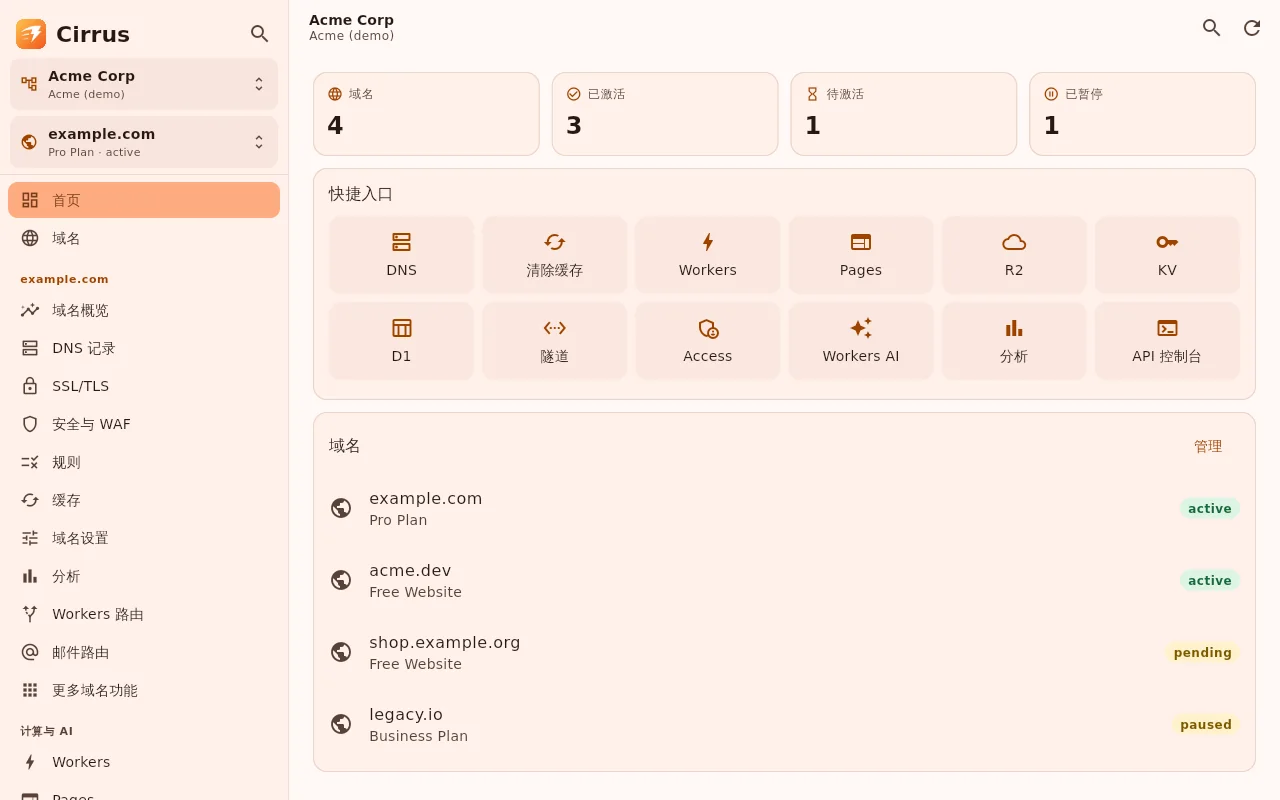 Cirrus
Acme Corp
Acme (demo)
example.com
Pro Plan · active
首页
域名
example.com
域名概览
DNS 记录
SSL/TLS
安全与 WAF
规则
缓存
域名设置
分析
Workers 路由
邮件路由
更多域名功能
计算与 AI
Workers
Pages
Acme Corp
Acme (demo)
域名
4
已激活
3
待激活
1
已暂停
1
快捷入口
DNS
清除缓存
Workers
Pages
R2
KV
D1
隧道
Access
Workers AI
分析
API 控制台
域名
管理
example.com
Pro Plan
active
acme.dev
Free Website
active
shop.example.org
Free Website
pending
legacy.io
Business Plan
paused